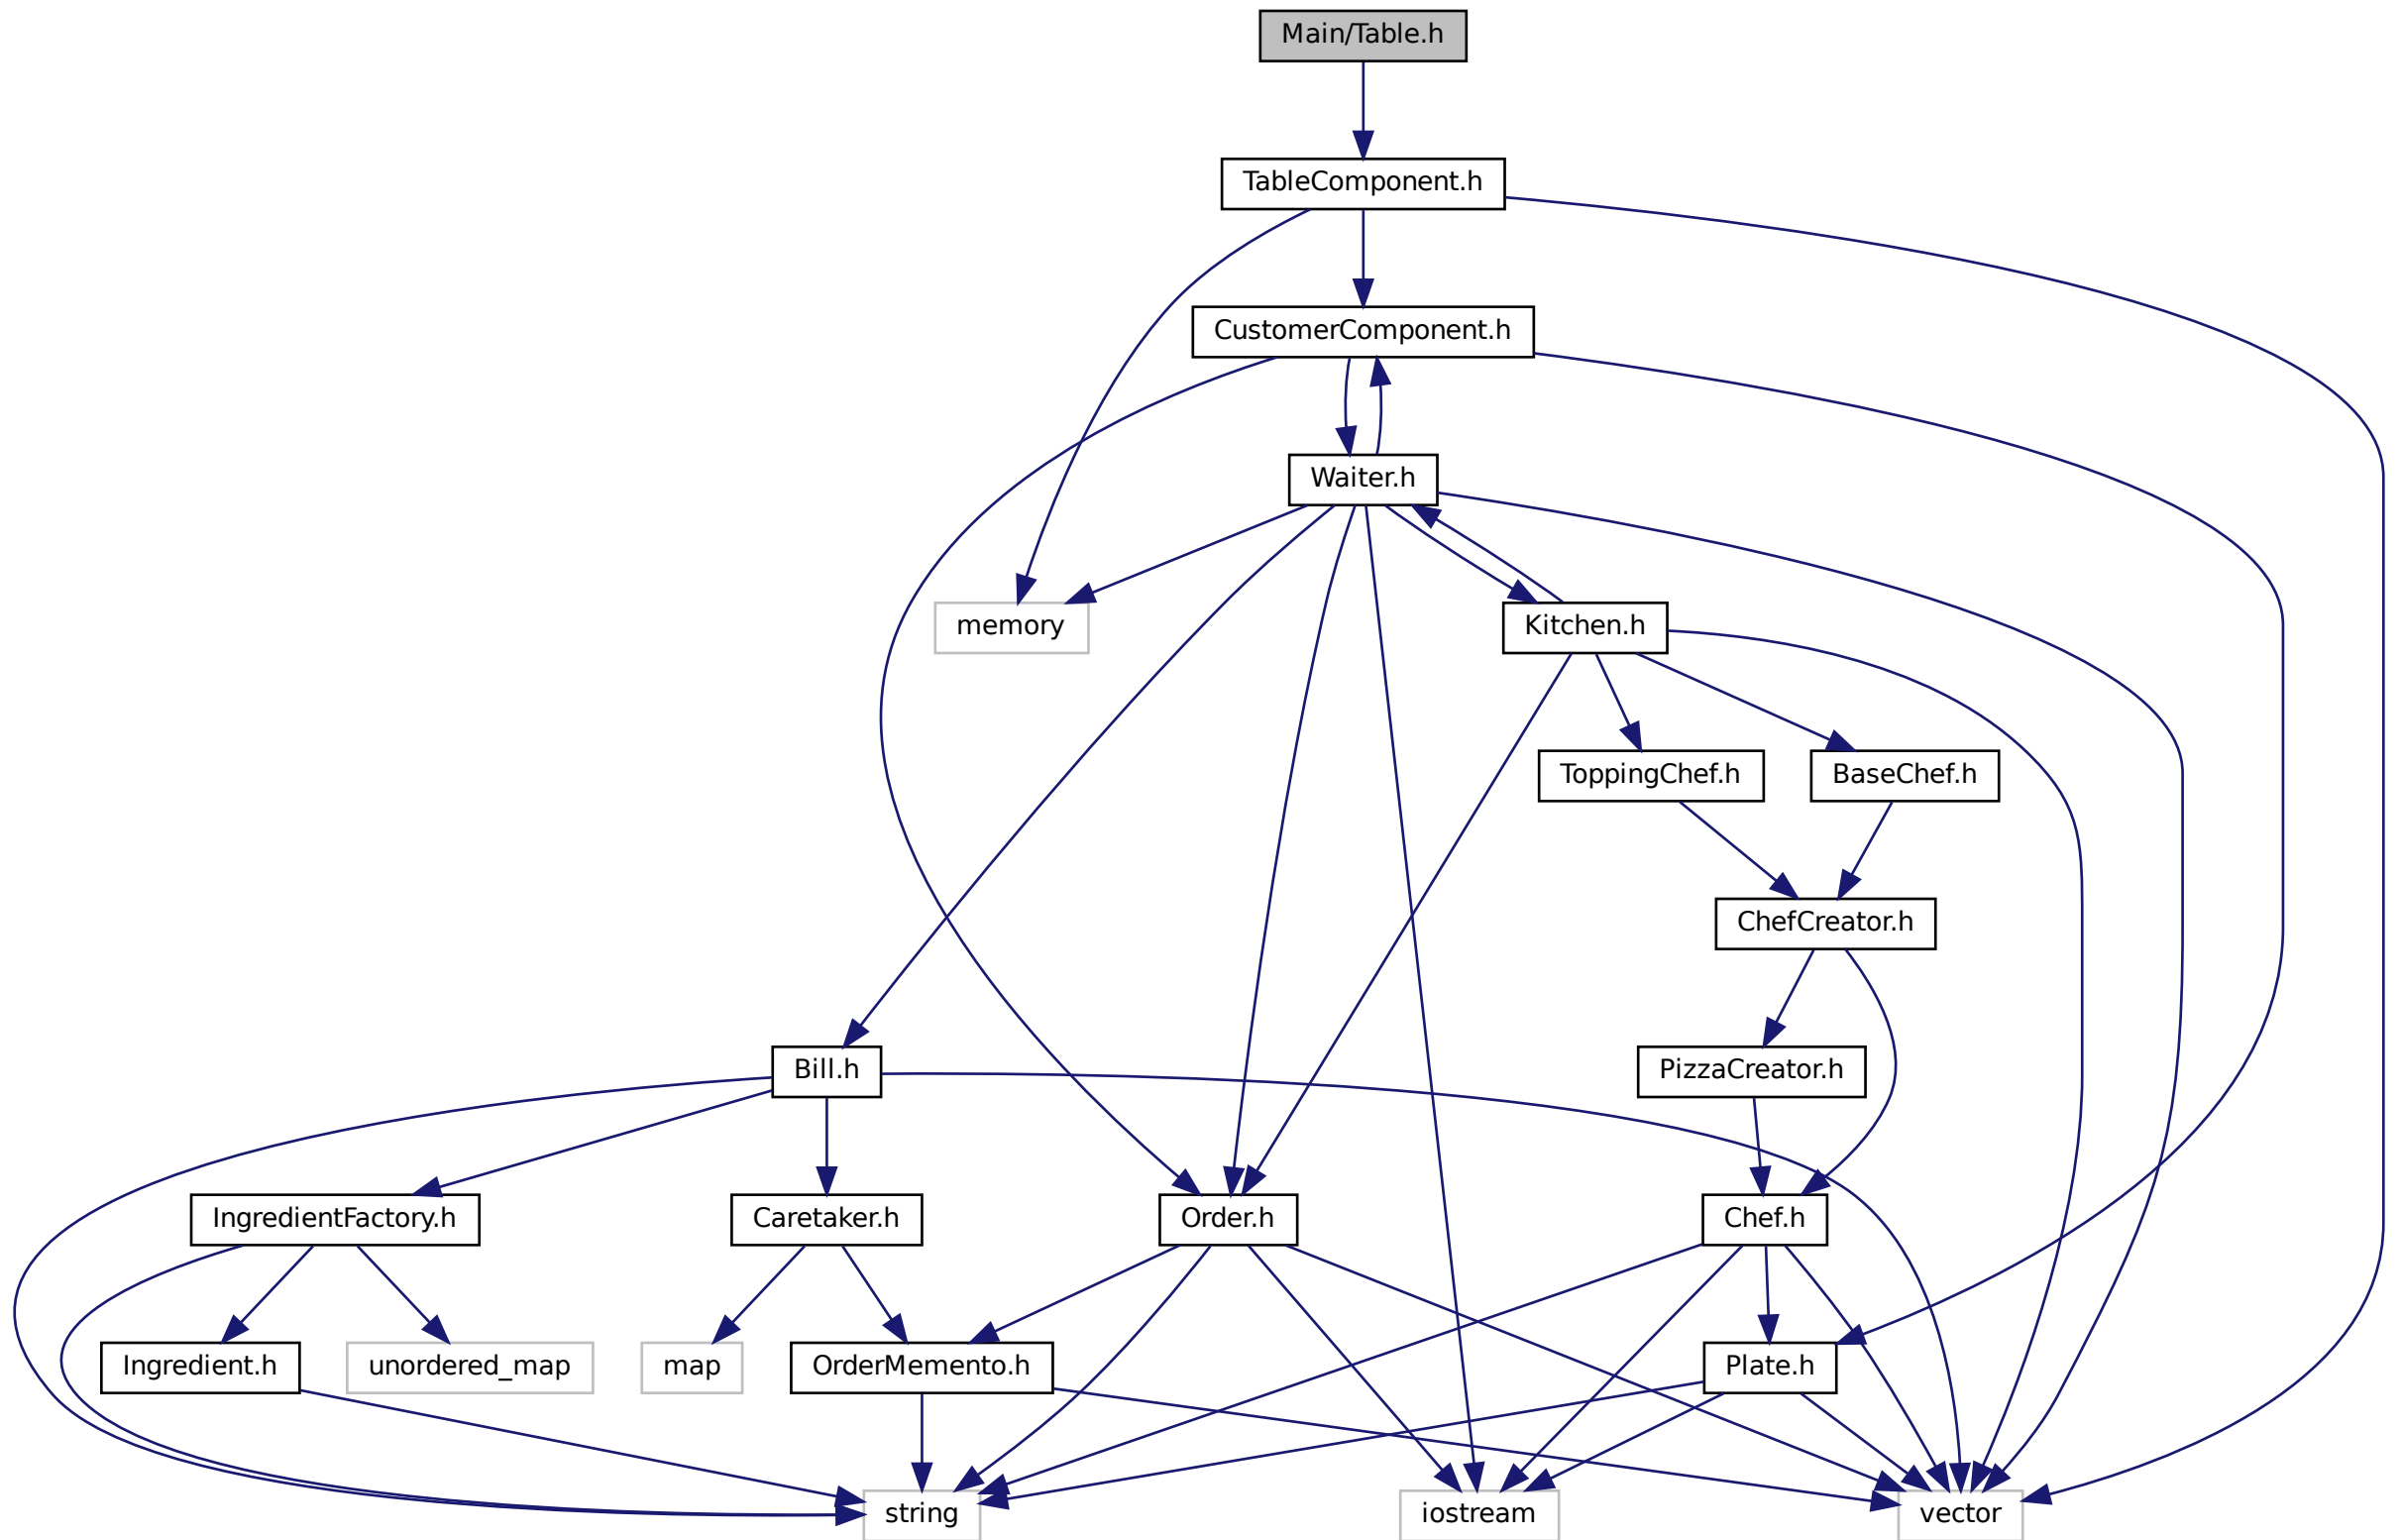 Main/Table.h
TableComponent.h
CustomerComponent.h
Waiter.h
memory
Kitchen.h
ToppingChef.h
BaseChef.h
ChefCreator.h
Bill.h
PizzaCreator.h
IngredientFactory.h
Caretaker.h
Order.h
Chef.h
Ingredient.h
unordered_map
map
OrderMemento.h
Plate.h
string
iostream
vector